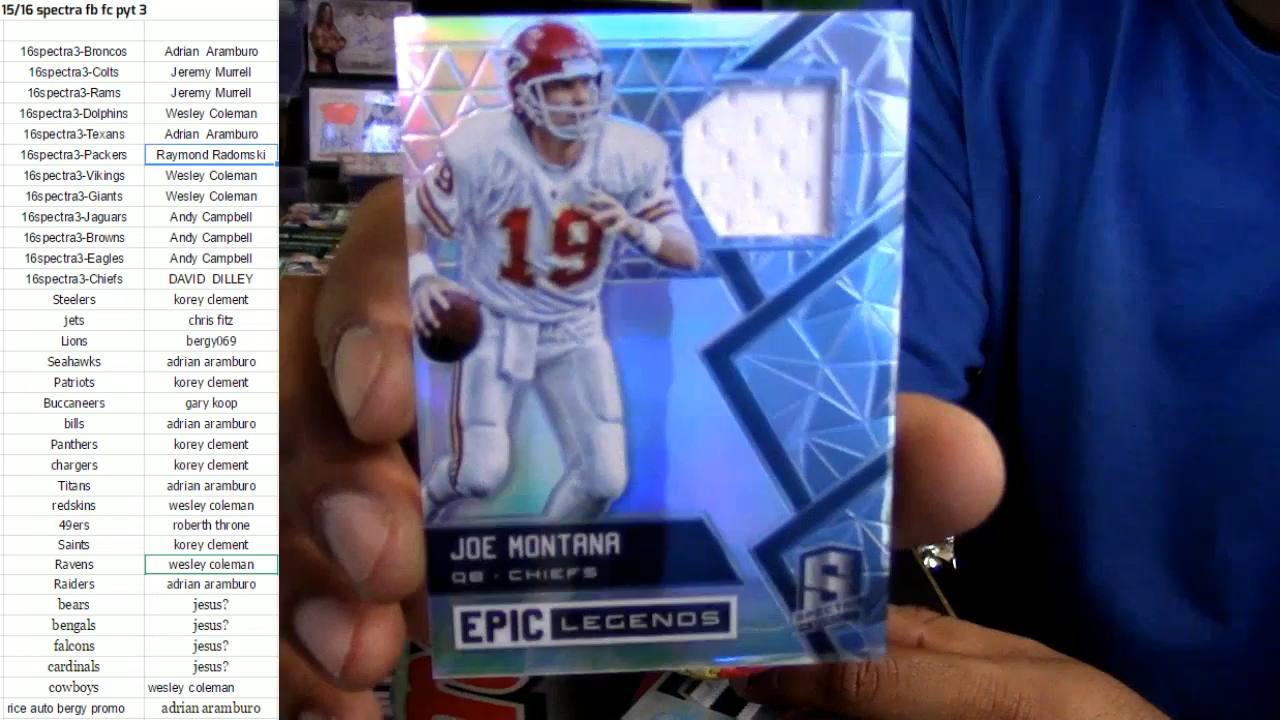 15/16 spectra fb fc pyt 3
16spectra3-Broncos Adrian Aramburo
16spectra3-Colts Jeremy Murrell
16spectra3-Rams Jeremy Murrell
16spectra3-Dolphins Wesley Coleman
16spectra3-Texans Adrian Aramburo
16spectra3-Packers Raymond Radomski
16spectra3-Vikings Wesley Coleman
16spectra3-Giants Wesley Coleman
16spectra3-Jaguars Andy Campbell
16spectra3-Browns Andy Campbell
16spectra3-Eagles Andy Campbell
16spectra3-Chiefs DAVID DILLEY
Steelers korey clement
jets chris fitz
Lions bergy069
Seahawks adrian aramburo
Patriots korey clement
Buccaneers gary koop
bills adrian aramburo
Panthers korey clement
chargers korey clement
Titans adrian aramburo
redskins wesley coleman
49ers roberth throne
Saints korey clement
Ravens wesley coleman
Raiders adrian aramburo
bears jesus?
bengals jesus?
falcons jesus?
cardinals jesus?
cowboys wesley coleman
rice auto bergy promo adrian aramburo
19
19
JOE MONTANA
QB · CHIEFS
EPIC LEGENDS
S